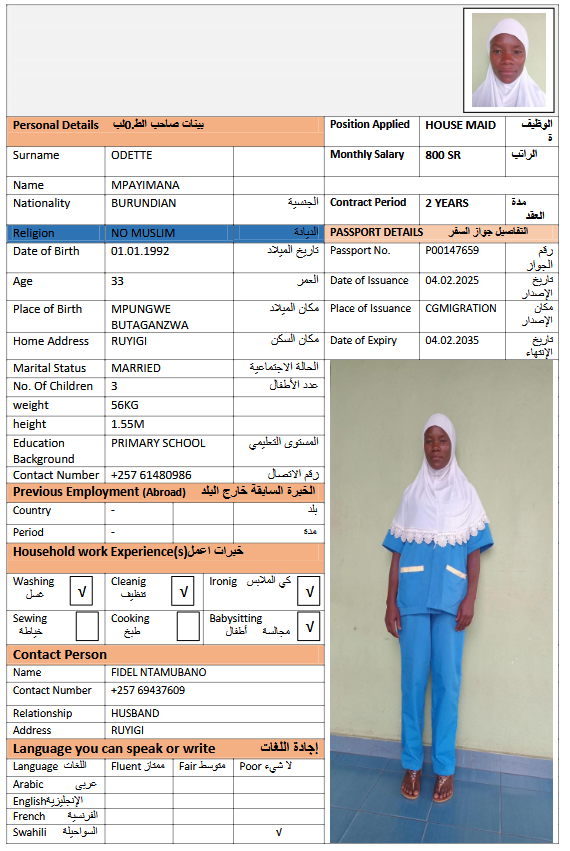 Personal Details بينات صاحب الط.0لب
Position Applied HOUSE MAID الوظيفة
Surname ODETTE
Monthly Salary 800 SR الراتب
Name MPAYIMANA
Nationality BURUNDIAN الجنسية
Contract Period 2 YEARS مدة العقد
Religion NO MUSLIM الديانة
PASSPORT DETAILS التفاصيل جواز السفر
Date of Birth 01.01.1992 تاريخ الميلاد
Passport No. P00147659 رقم الجواز
Age 33 العمر
Date of Issuance 04.02.2025 تاريخ الإصدار
Place of Birth MPUNGWE BUTAGANZWA مكان الميلاد
Place of Issuance CGMIGRATION مكان الإصدار
Home Address RUYIGI مكان السكن
Date of Expiry 04.02.2035 تاريخ الإنتهاء
Marital Status MARRIED الحالة الاجتماعية
No. Of Children 3 عدد الأطفال
weight 56KG
height 1.55M
Education Background PRIMARY SCHOOL المستوى التعليمي
Contact Number +257 61480986 رقم الاتصال
Previous Employment (Abroad) الخبرة السابقة خارج البلد
Country - بلد
Period - مدة
Household work Experience(s) خبرات اعمل
Washing غسل √ Cleanig تنظيف √ Ironig كي الملابس √
Sewing خياطة Cooking طبخ Babysitting مجالسة أطفال √
Contact Person
Name FIDEL NTAMUBANO
Contact Number +257 69437609
Relationship HUSBAND
Address RUYIGI
Language you can speak or write إجادة اللغات
Language اللغات Fluent ممتاز Fair متوسط Poor لا شيء
Arabic عربى
English الإنجليزية
French الفرنسية
Swahili السواحيلة √